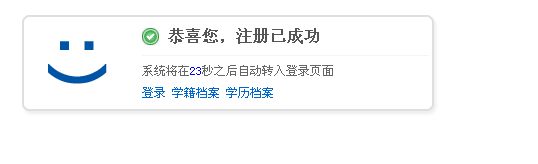 恭喜您，注册已成功
系统将在23秒之后自动转入登录页面
登录 学籍档案 学历档案